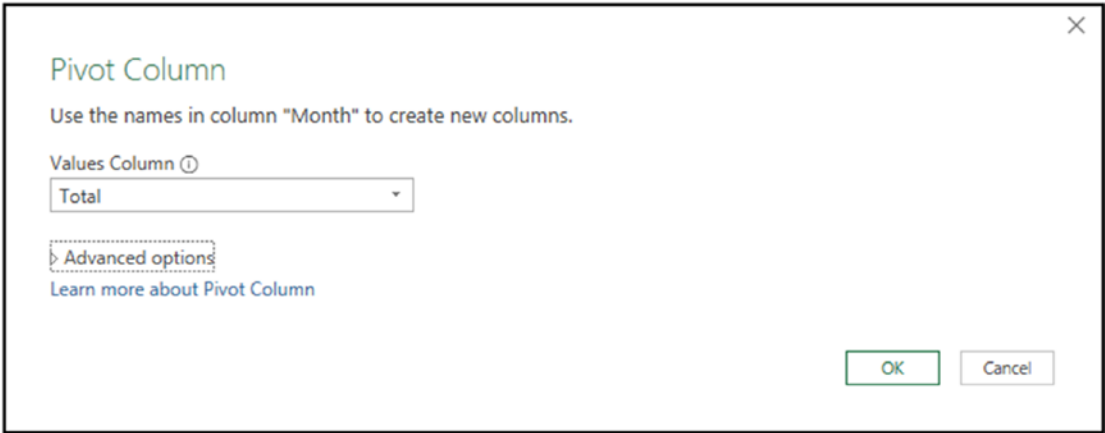 Pivot Column
Use the names in column "Month" to create new columns.
Values Column
Total
Advanced options
Learn more about Pivot Column
OK
Cancel